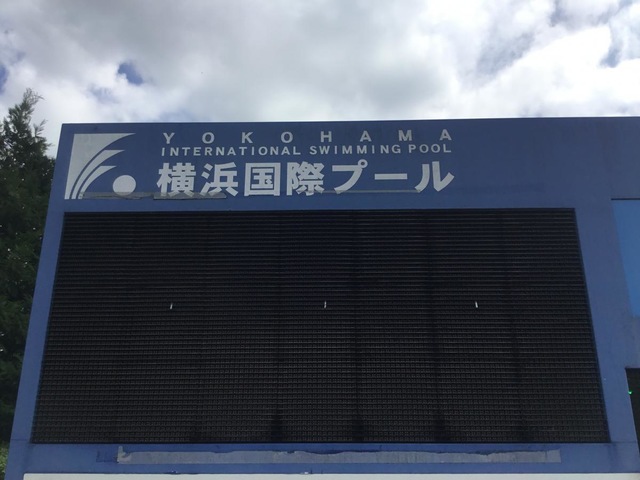 YOKOHAMA
INTERNATIONAL SWIMMING POOL
横浜国際プール